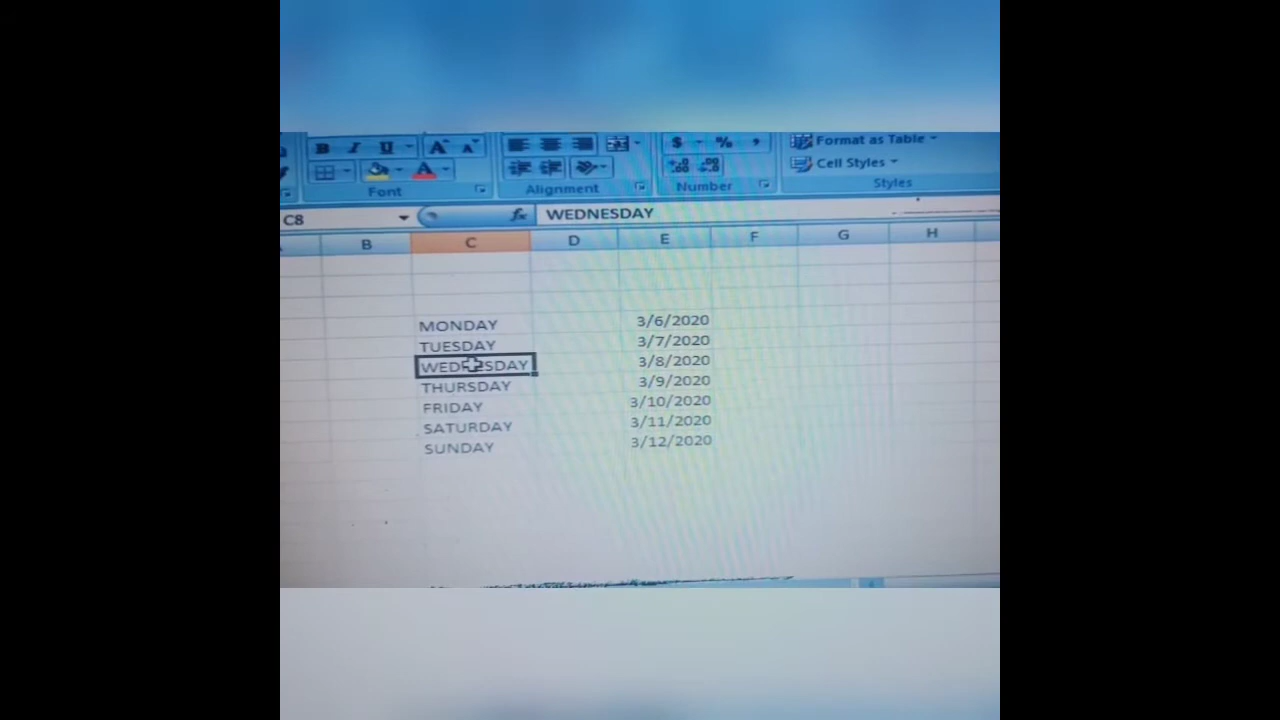 B I U A A $ % , Format as Table
Cell Styles
Font Alignment Number Styles
C8 fx WEDNESDAY
B C D E F G H
MONDAY 3/6/2020
TUESDAY 3/7/2020
WEDNESDAY 3/8/2020
THURSDAY 3/9/2020
FRIDAY 3/10/2020
SATURDAY 3/11/2020
SUNDAY 3/12/2020